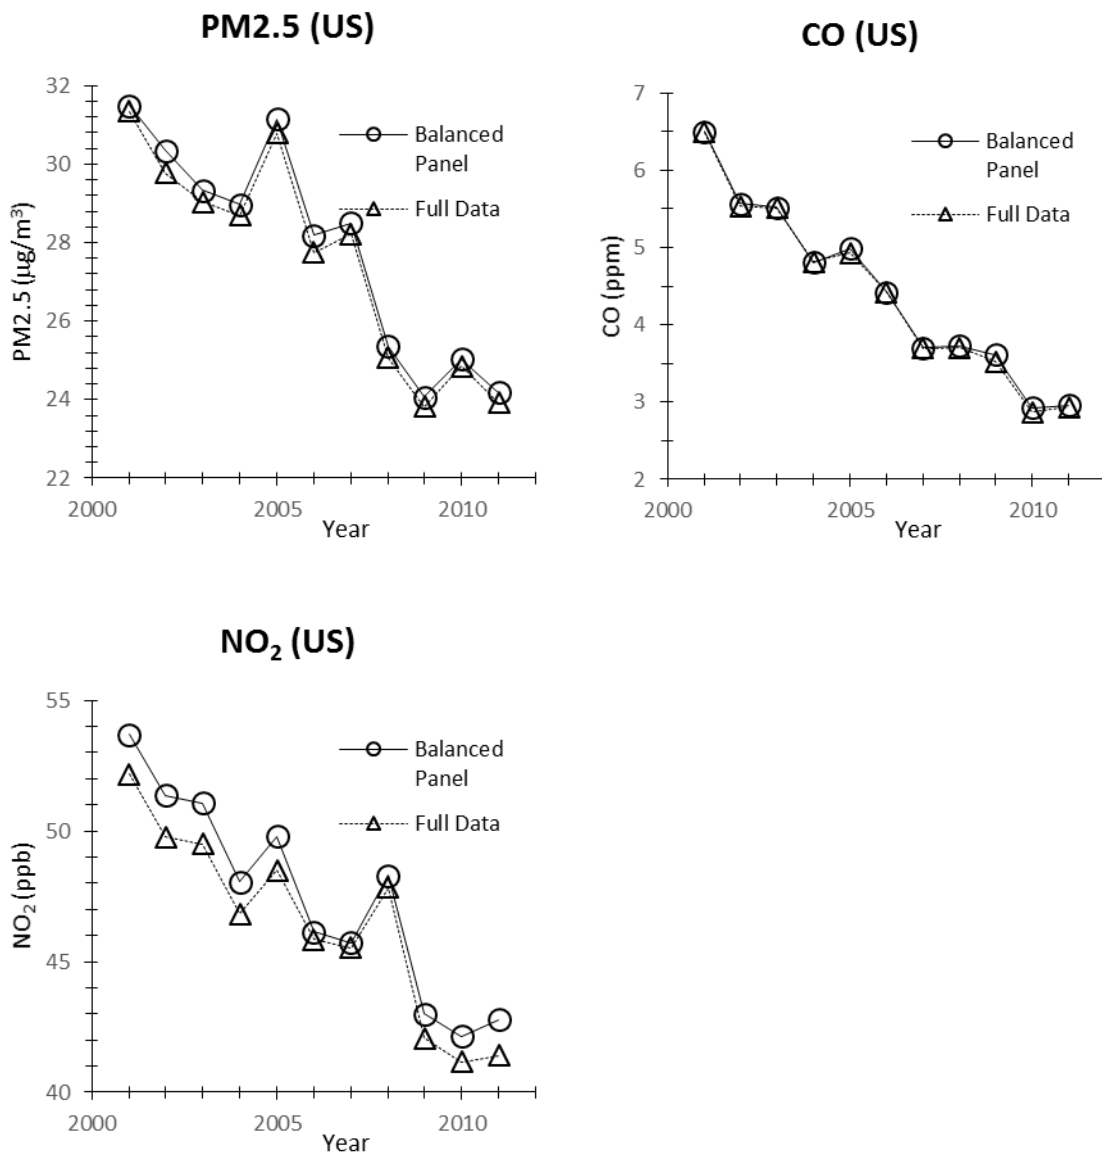 PM2.5 (US)
32
30
28
26
24
22
PM2.5 (μg/m³)
2000
2005
2010
Year
Balanced
Panel
Full Data
CO (US)
7
6
5
4
3
2
CO (ppm)
2000
2005
2010
Year
Balanced
Panel
Full Data
NO₂ (US)
55
50
45
40
NO₂ (ppb)
2000
2005
2010
Year
Balanced
Panel
Full Data